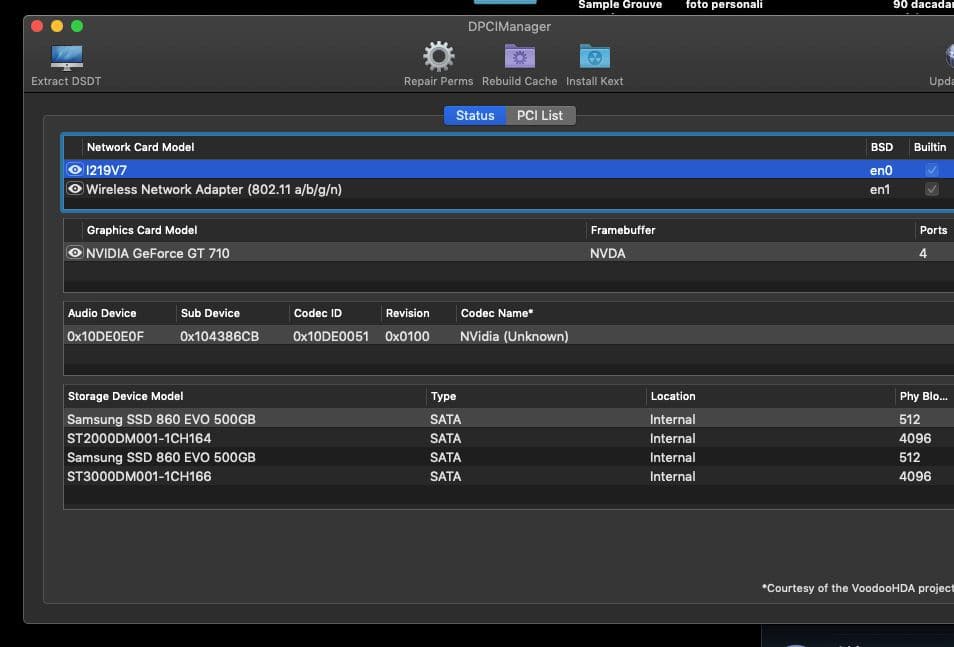 Sample Grouve foto personali 90 dacadan
DPCIManager
Extract DSDT Repair Perms Rebuild Cache Install Kext Upda
Status PCI List
Network Card Model BSD Builtin
I219V7 en0
Wireless Network Adapter (802.11 a/b/g/n) en1
Graphics Card Model Framebuffer Ports
NVIDIA GeForce GT 710 NVDA 4
Audio Device Sub Device Codec ID Revision Codec Name*
0x10DE0E0F 0x104386CB 0x10DE0051 0x0100 NVidia (Unknown)
Storage Device Model Type Location Phy Blo...
Samsung SSD 860 EVO 500GB SATA Internal 512
ST2000DM001-1CH164 SATA Internal 4096
Samsung SSD 860 EVO 500GB SATA Internal 512
ST3000DM001-1CH166 SATA Internal 4096
*Courtesy of the VoodooHDA project